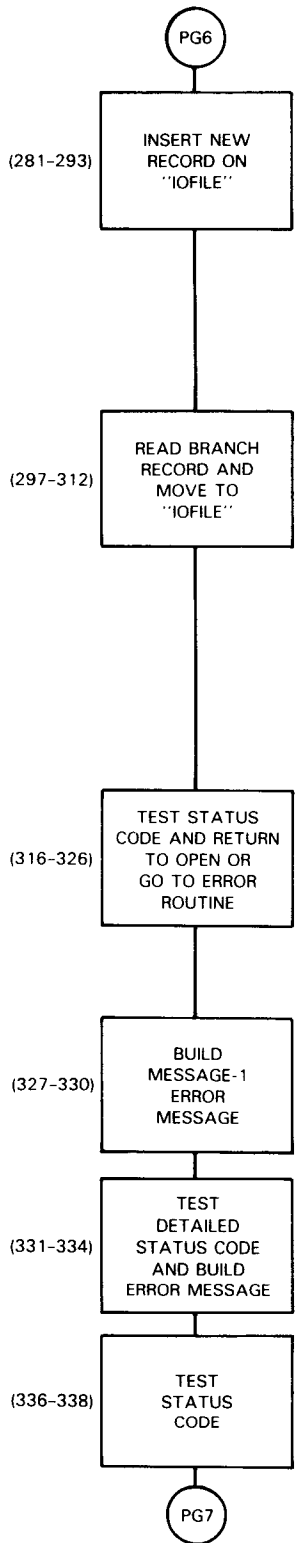 PG6
(281-293)
INSERT NEW
RECORD ON
"IOFILE"
(297-312)
READ BRANCH
RECORD AND
MOVE TO
"IOFILE"
(316-326)
TEST STATUS
CODE AND RETURN
TO OPEN OR
GO TO ERROR
ROUTINE
(327-330)
BUILD
MESSAGE-1
ERROR
MESSAGE
(331-334)
TEST
DETAILED
STATUS CODE
AND BUILD
ERROR MESSAGE
(336-338)
TEST
STATUS
CODE
PG7